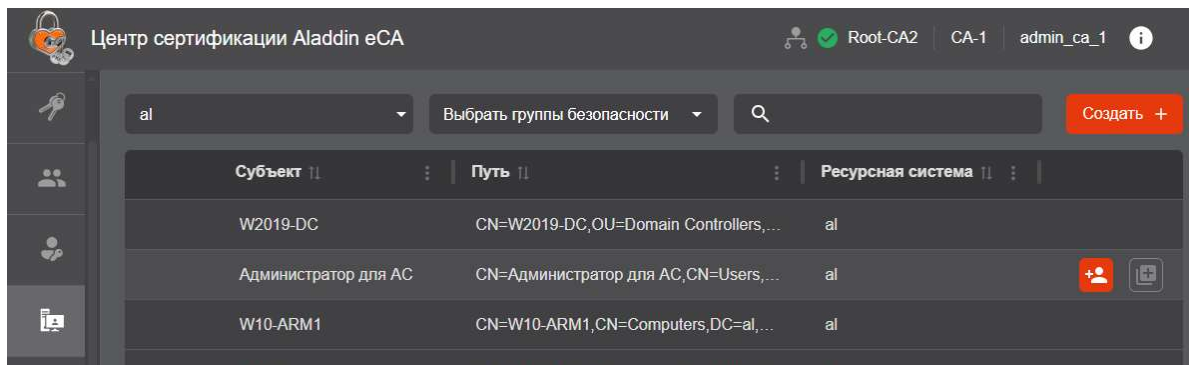 Центр сертификации Aladdin eCA Root-CA2 CA-1 admin_ca_1
al Выбрать группы безопасности Создать +
Субъект Путь Ресурсная система
W2019-DC CN=W2019-DC,OU=Domain Controllers,... al
Администратор для АС CN=Администратор для АС,CN=Users,... al
W10-ARM1 CN=W10-ARM1,CN=Computers,DC=al,... al